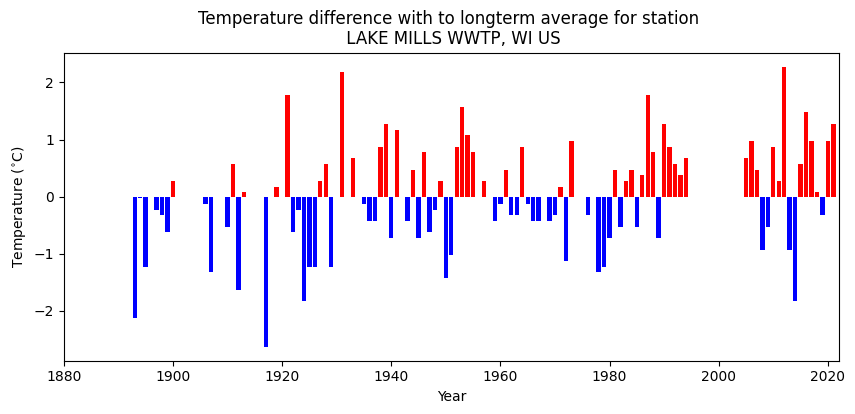 Temperature difference with to longterm average for station
LAKE MILLS WWTP, WI US
Temperature (°C)
2
1
0
−1
−2
1880 1900 1920 1940 1960 1980 2000 2020
Year